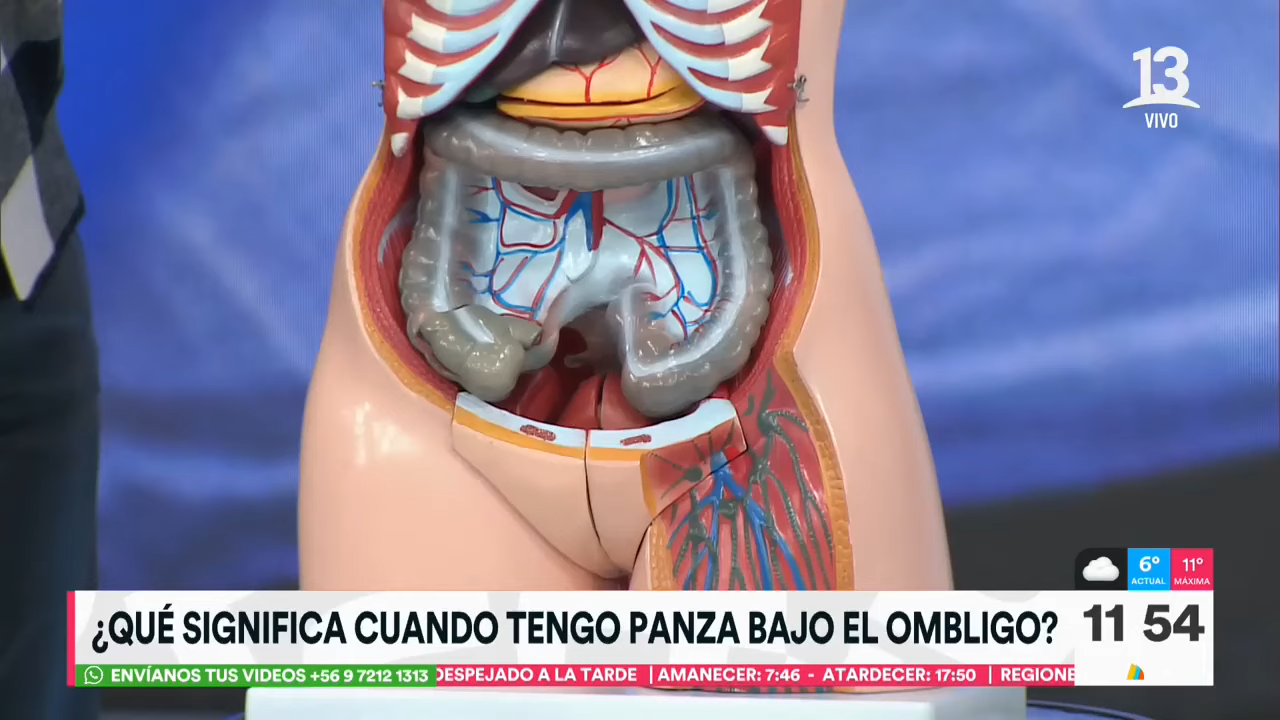 13
VIVO
6°
ACTUAL
11°
MÁXIMA
¿QUÉ SIGNIFICA CUANDO TENGO PANZA BAJO EL OMBLIGO?
11 54
ENVÍANOS TUS VIDEOS +56 9 7212 1313
DESPEJADO A LA TARDE | AMANECER: 7:46 - ATARDECER: 17:50 | REGIONE